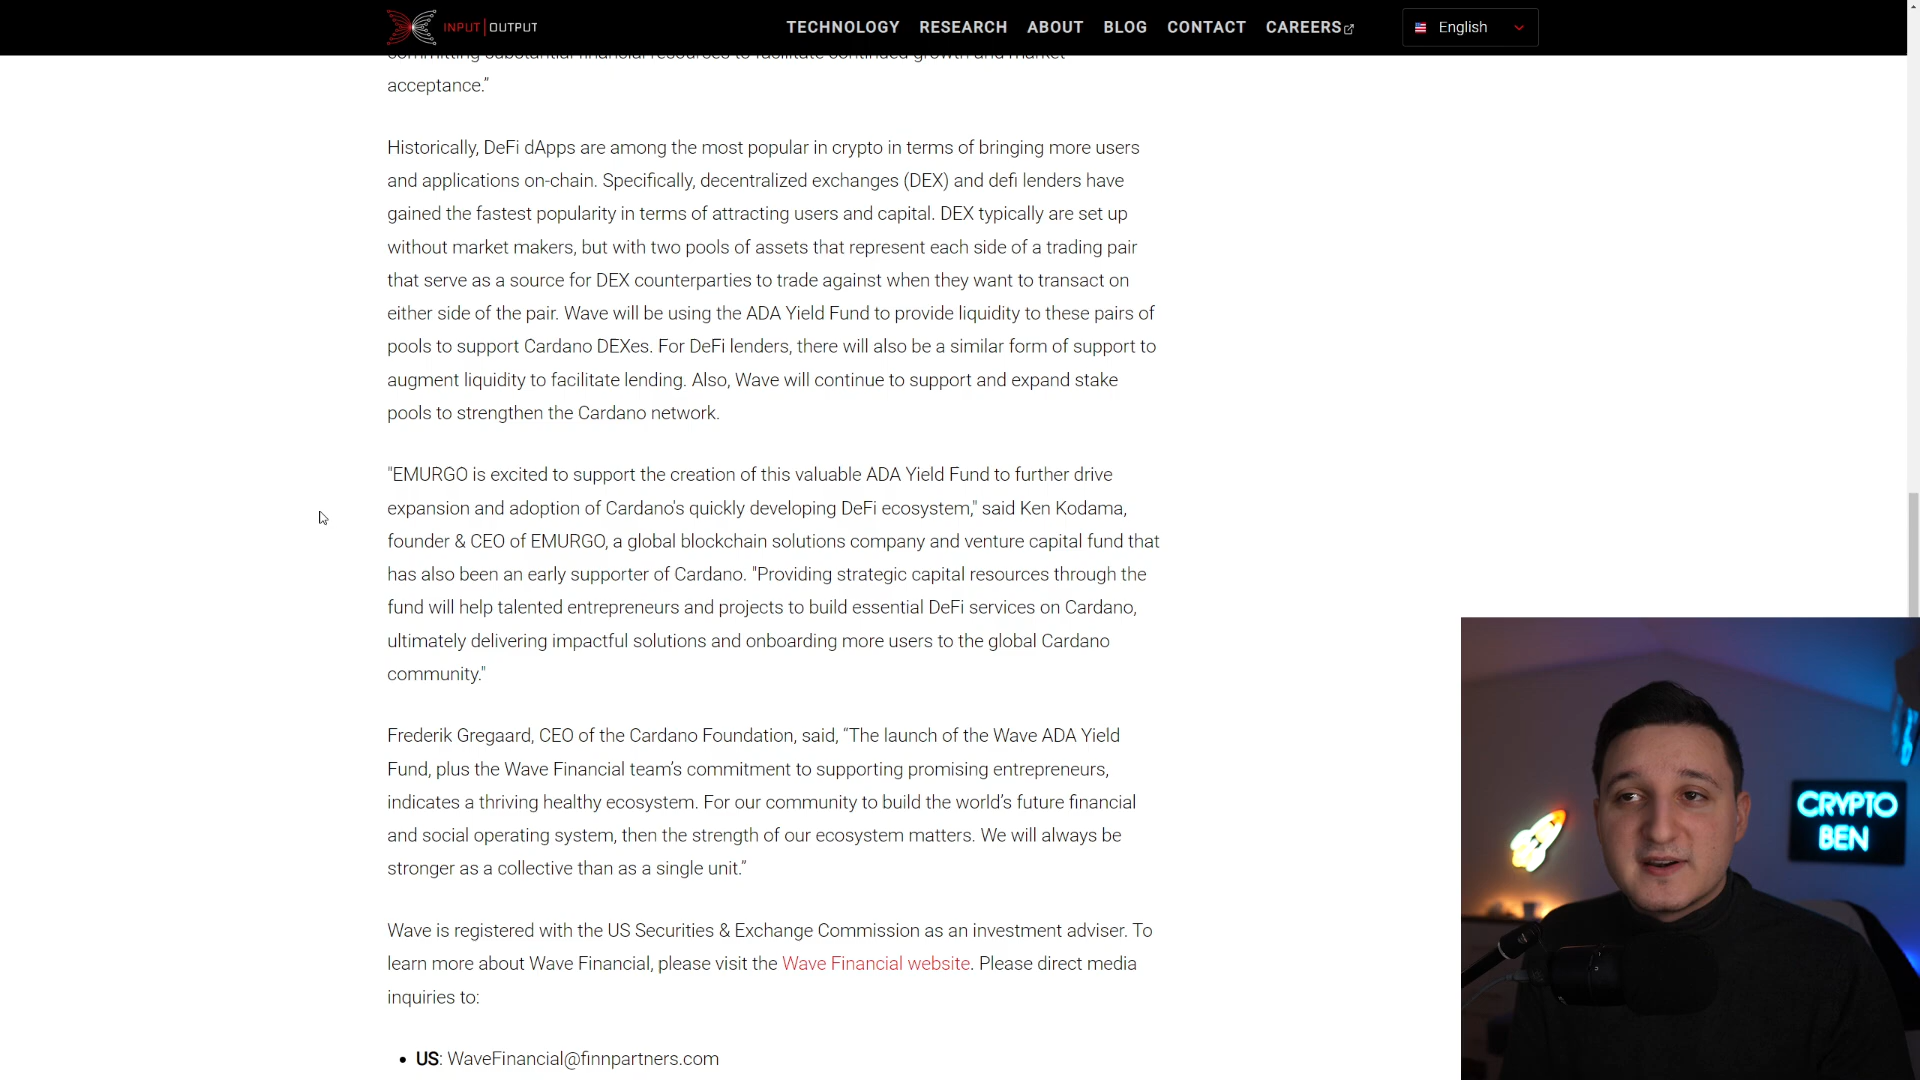 INPUT | OUTPUT
TECHNOLOGY RESEARCH ABOUT BLOG CONTACT CAREERS
English
committing substantial financial resources to facilitate continued growth and market
acceptance.”
Historically, DeFi dApps are among the most popular in crypto in terms of bringing more users
and applications on-chain. Specifically, decentralized exchanges (DEX) and defi lenders have
gained the fastest popularity in terms of attracting users and capital. DEX typically are set up
without market makers, but with two pools of assets that represent each side of a trading pair
that serve as a source for DEX counterparties to trade against when they want to transact on
either side of the pair. Wave will be using the ADA Yield Fund to provide liquidity to these pairs of
pools to support Cardano DEXes. For DeFi lenders, there will also be a similar form of support to
augment liquidity to facilitate lending. Also, Wave will continue to support and expand stake
pools to strengthen the Cardano network.
"EMURGO is excited to support the creation of this valuable ADA Yield Fund to further drive
expansion and adoption of Cardano's quickly developing DeFi ecosystem," said Ken Kodama,
founder & CEO of EMURGO, a global blockchain solutions company and venture capital fund that
has also been an early supporter of Cardano. "Providing strategic capital resources through the
fund will help talented entrepreneurs and projects to build essential DeFi services on Cardano,
ultimately delivering impactful solutions and onboarding more users to the global Cardano
community."
Frederik Gregaard, CEO of the Cardano Foundation, said, “The launch of the Wave ADA Yield
Fund, plus the Wave Financial team’s commitment to supporting promising entrepreneurs,
indicates a thriving healthy ecosystem. For our community to build the world’s future financial
and social operating system, then the strength of our ecosystem matters. We will always be
stronger as a collective than as a single unit.”
Wave is registered with the US Securities & Exchange Commission as an investment adviser. To
learn more about Wave Financial, please visit the Wave Financial website. Please direct media
inquiries to:
• US: WaveFinancial@finnpartners.com
CRYPTO
BEN